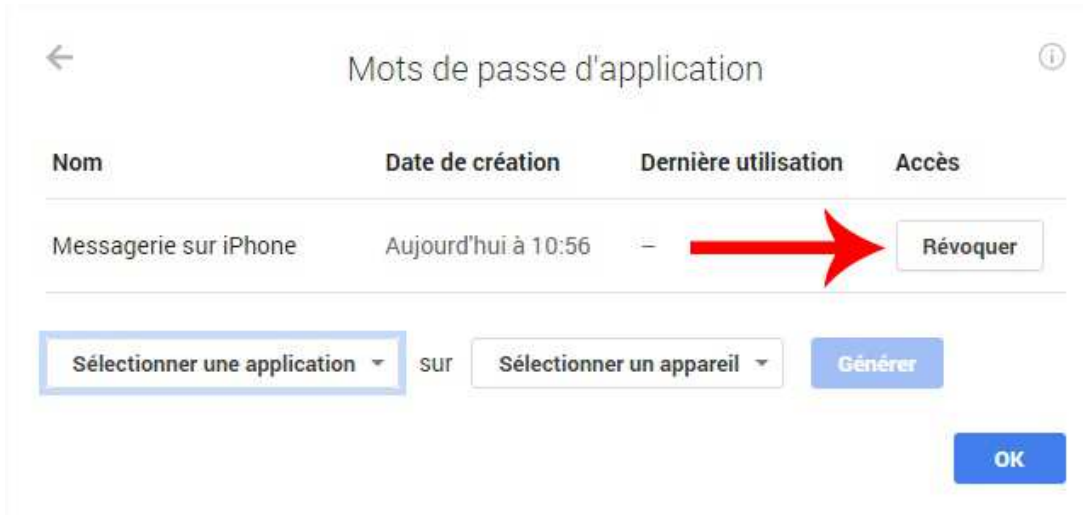 Mots de passe d'application
Nom Date de création Dernière utilisation Accès
Messagerie sur iPhone Aujourd'hui à 10:56 – Révoquer
Sélectionner une application sur Sélectionner un appareil Générer
OK